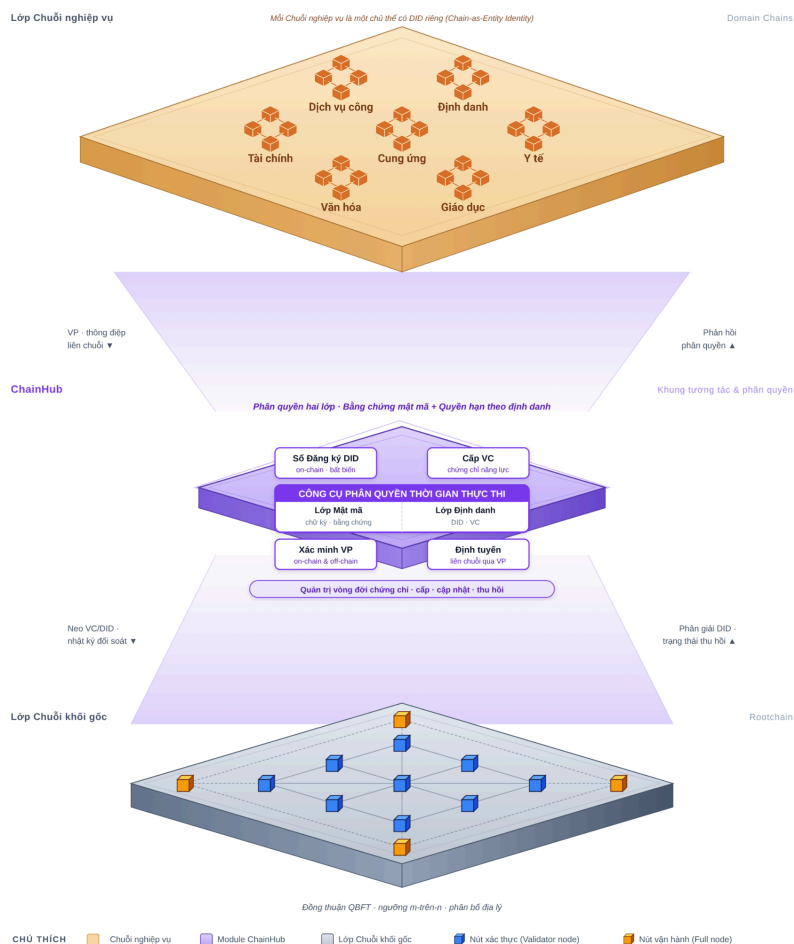 Lớp Chuỗi nghiệp vụ
Mỗi Chuỗi nghiệp vụ là một chủ thể có DID riêng (Chain-as-Entity Identity)
Domain Chains
Dịch vụ công
Định danh
Tài chính
Cung ứng
Y tế
Văn hóa
Giáo dục
VP · thông điệp
liên chuỗi ▼
Phản hồi
phân quyền ▲
ChainHub
Khung tương tác & phân quyền
Phân quyền hai lớp · Bằng chứng mật mã + Quyền hạn theo định danh
Sổ Đăng ký DID
on-chain · bất biến
Cấp VC
chứng chỉ năng lực
CÔNG CỤ PHÂN QUYỀN THỜI GIAN THỰC THI
Lớp Mật mã
chữ ký · bằng chứng
Lớp Định danh
DID · VC
Xác minh VP
on-chain & off-chain
Định tuyến
liên chuỗi qua VP
Quản trị vòng đời chứng chỉ · cấp · cập nhật · thu hồi
Neo VC/DID ·
nhật ký đối soát ▼
Phân giải DID ·
trạng thái thu hồi ▲
Lớp Chuỗi khối gốc
Rootchain
Đồng thuận QBFT · ngưỡng m-trên-n · phân bố địa lý
CHÚ THÍCH
Chuỗi nghiệp vụ
Module ChainHub
Lớp Chuỗi khối gốc
Nút xác thực (Validator node)
Nút vận hành (Full node)